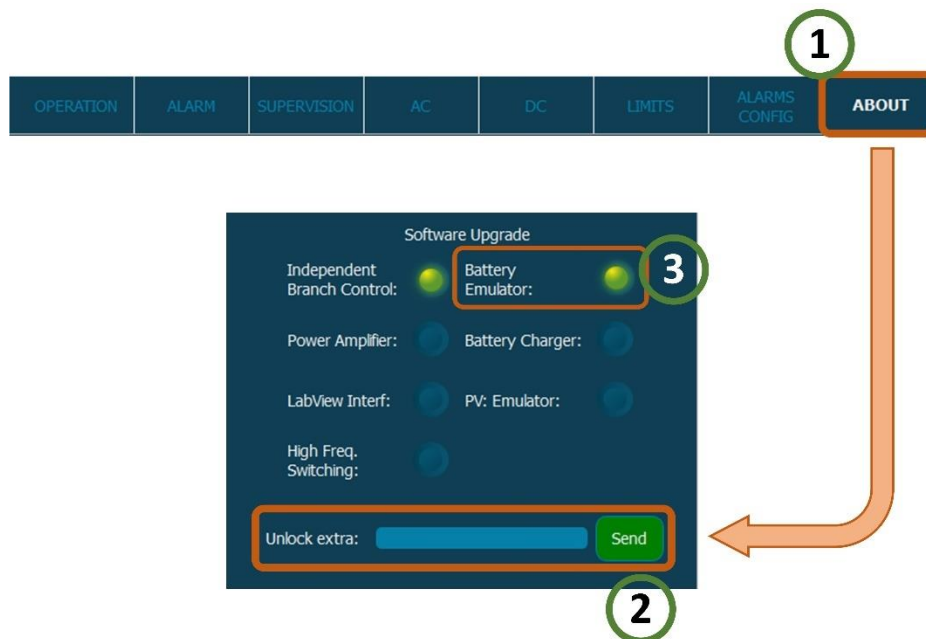 1
OPERATION ALARM SUPERVISION AC DC LIMITS ALARMS CONFIG ABOUT
Software Upgrade
Independent Branch Control: Battery Emulator: 3
Power Amplifier: Battery Charger:
LabView Interf: PV: Emulator:
High Freq. Switching:
Unlock extra: Send
2